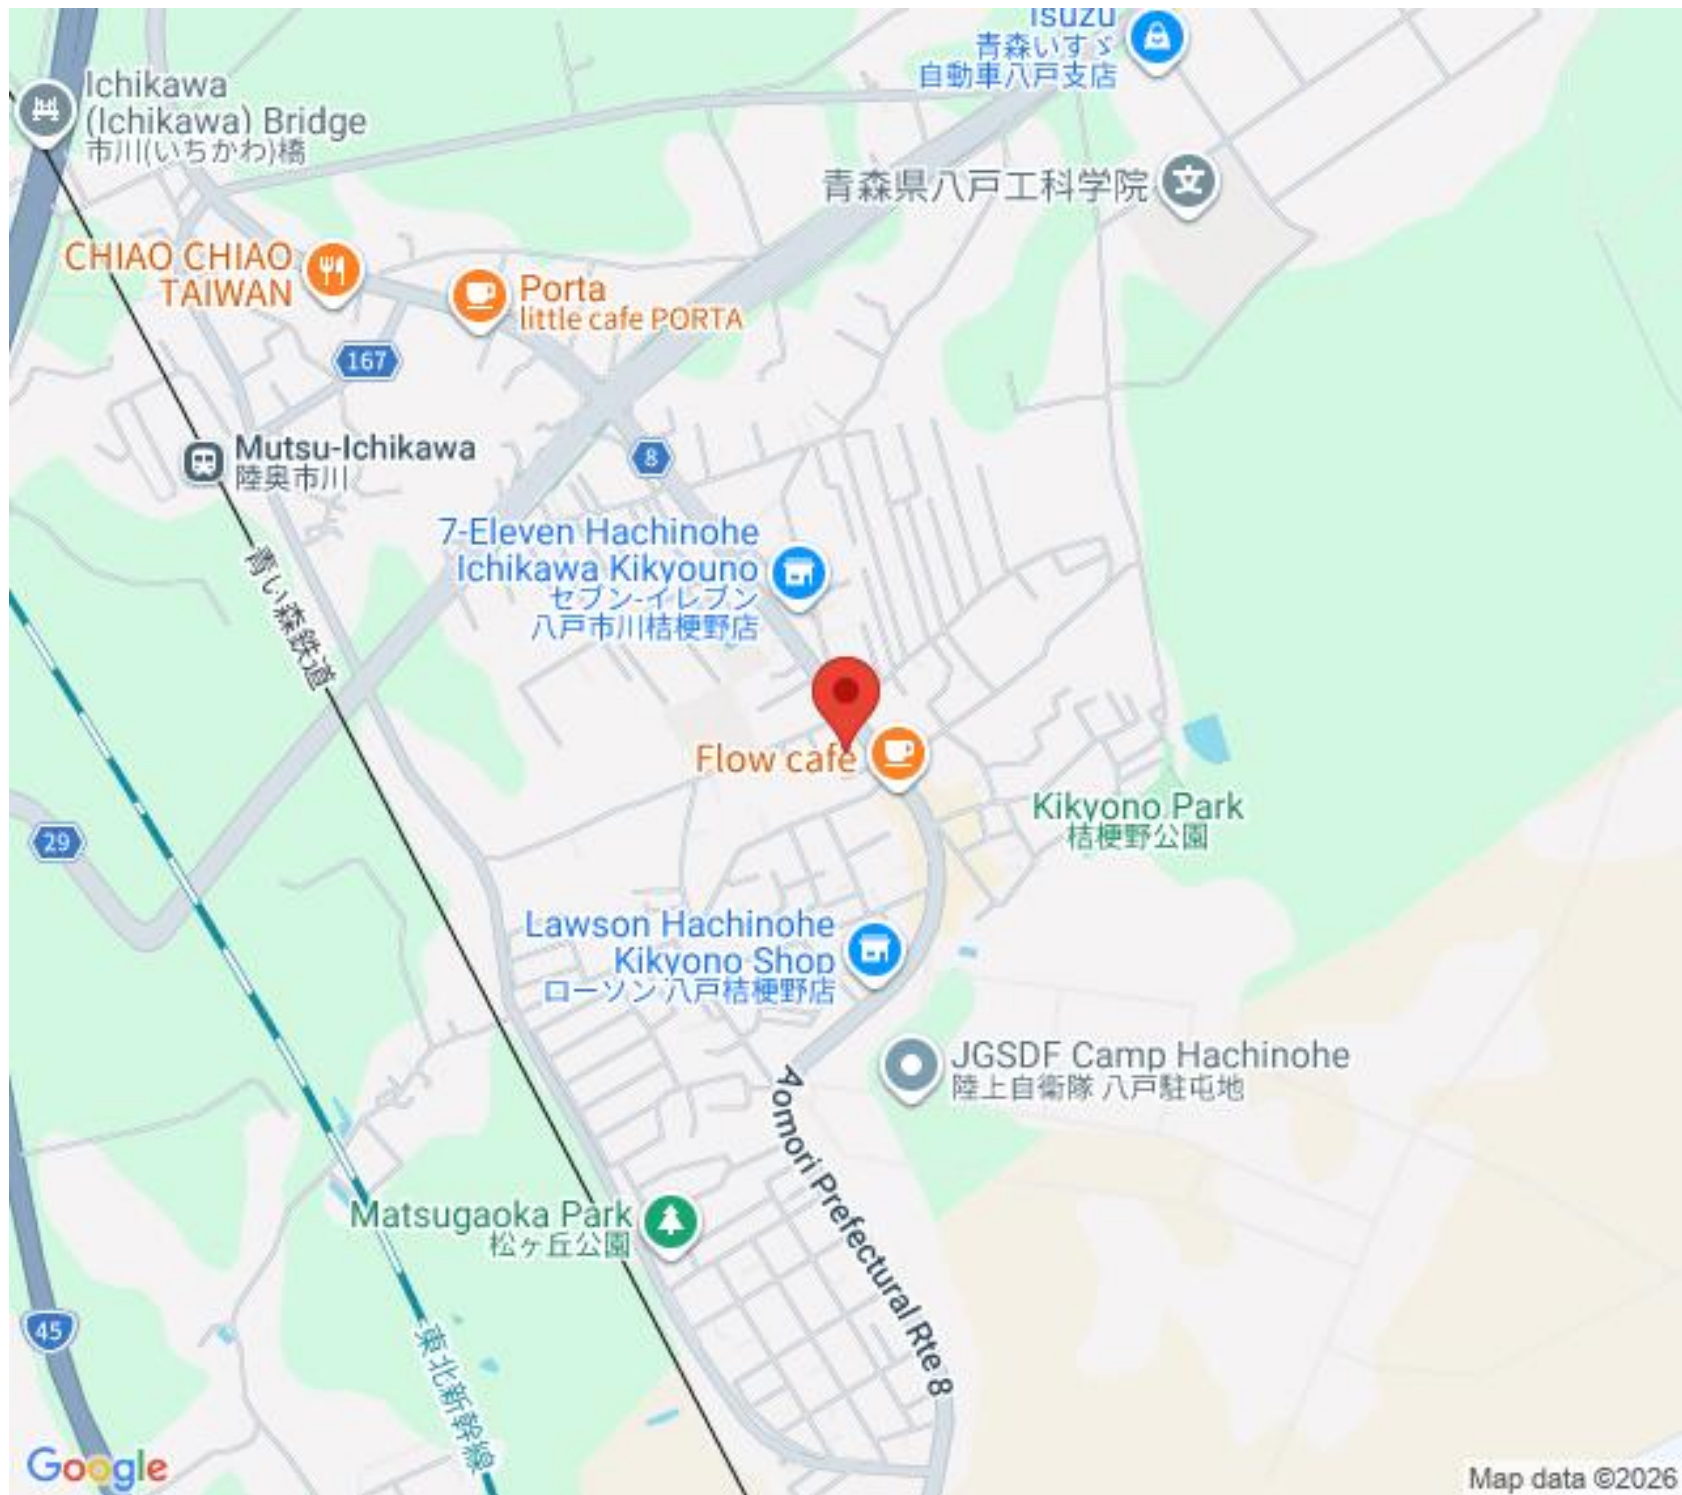 Isuzu
青森いすゞ
自動車八戸支店
Ichikawa
(Ichikawa) Bridge
市川(いちかわ)橋
青森県八戸工科学院
CHIAO CHIAO
TAIWAN
Porta
little cafe PORTA
167
Mutsu-Ichikawa
陸奥市川
8
7-Eleven Hachinohe
Ichikawa Kikyouno
セブン-イレブン
八戸市川桔梗野店
青い森鉄道
Flow cafe
Kikyono Park
桔梗野公園
29
Lawson Hachinohe
Kikyono Shop
ローソン 八戸桔梗野店
JGSDF Camp Hachinohe
陸上自衛隊 八戸駐屯地
Aomori Prefectural Rte 8
Matsugaoka Park
松ヶ丘公園
45
東北新幹線
Google
Map data ©2026